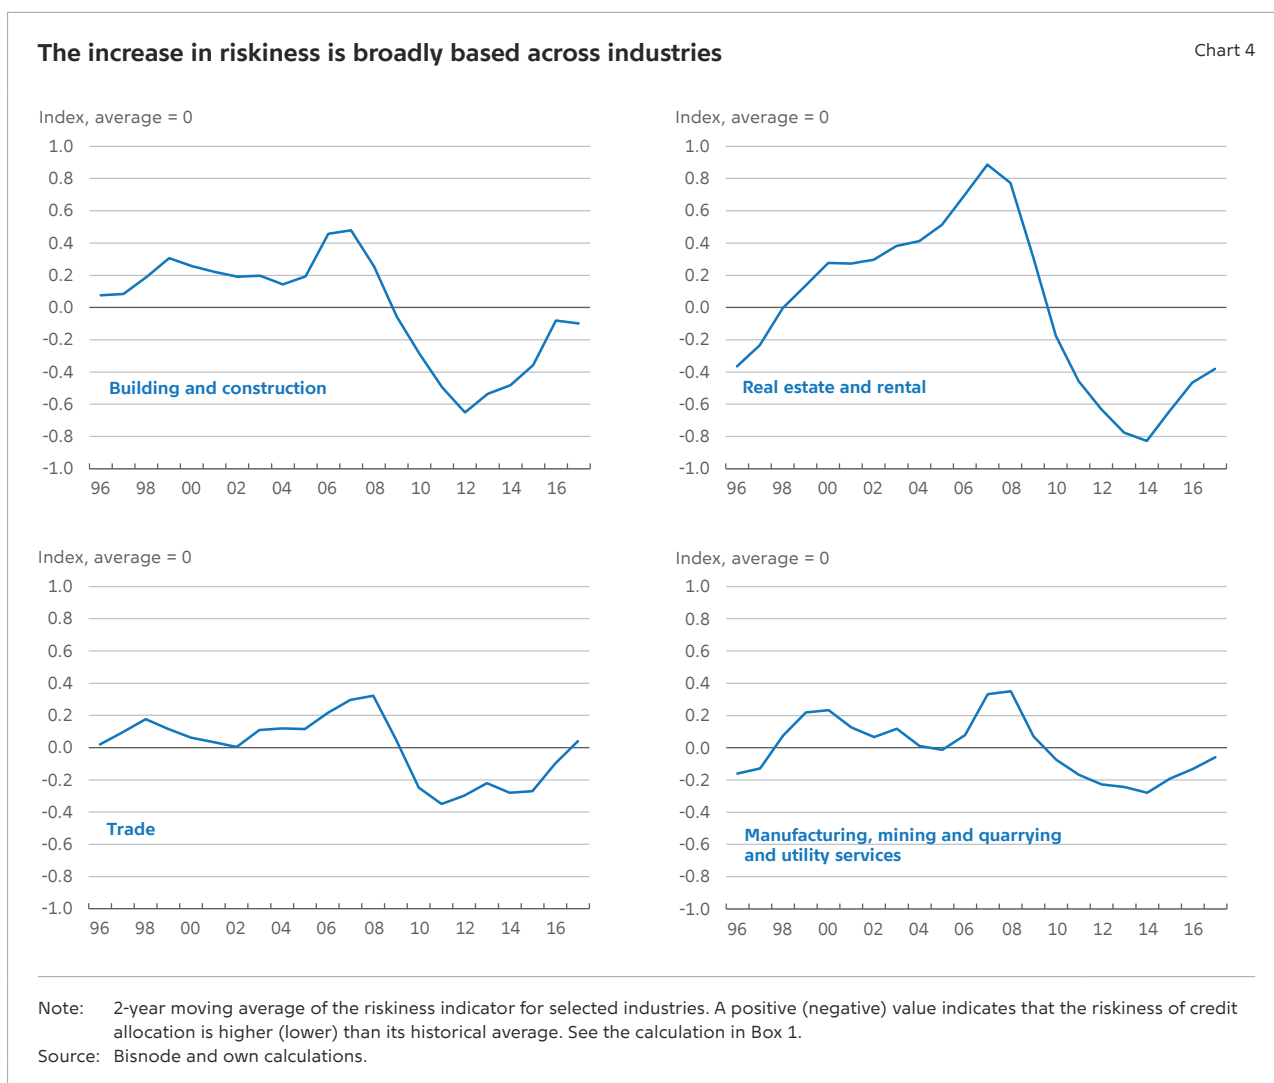 The increase in riskiness is broadly based across industries
Chart 4
Index, average = 0
1.0
0.8
0.6
0.4
0.2
0.0
-0.2
-0.4
-0.6
-0.8
-1.0
Building and construction
96 98 00 02 04 06 08 10 12 14 16
Index, average = 0
1.0
0.8
0.6
0.4
0.2
0.0
-0.2
-0.4
-0.6
-0.8
-1.0
Real estate and rental
96 98 00 02 04 06 08 10 12 14 16
Index, average = 0
1.0
0.8
0.6
0.4
0.2
0.0
-0.2
-0.4
-0.6
-0.8
-1.0
Trade
96 98 00 02 04 06 08 10 12 14 16
Index, average = 0
1.0
0.8
0.6
0.4
0.2
0.0
-0.2
-0.4
-0.6
-0.8
-1.0
Manufacturing, mining and quarrying
and utility services
96 98 00 02 04 06 08 10 12 14 16
Note: 2-year moving average of the riskiness indicator for selected industries. A positive (negative) value indicates that the riskiness of credit
allocation is higher (lower) than its historical average. See the calculation in Box 1.
Source: Bisnode and own calculations.